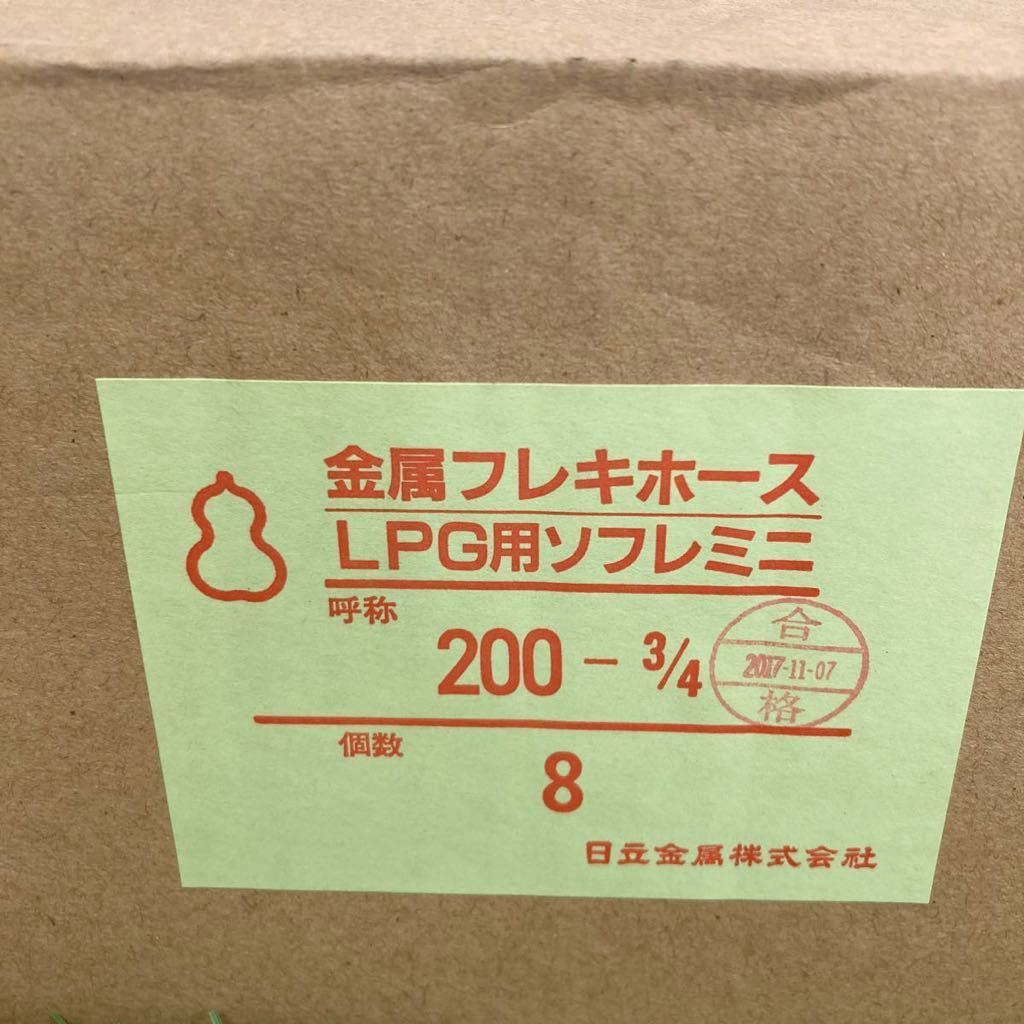 金属フレキホース
LPG用ソフレミニ
呼称
200 - 3/4
合
2017-11-07
格
個数
8
日立金属株式会社